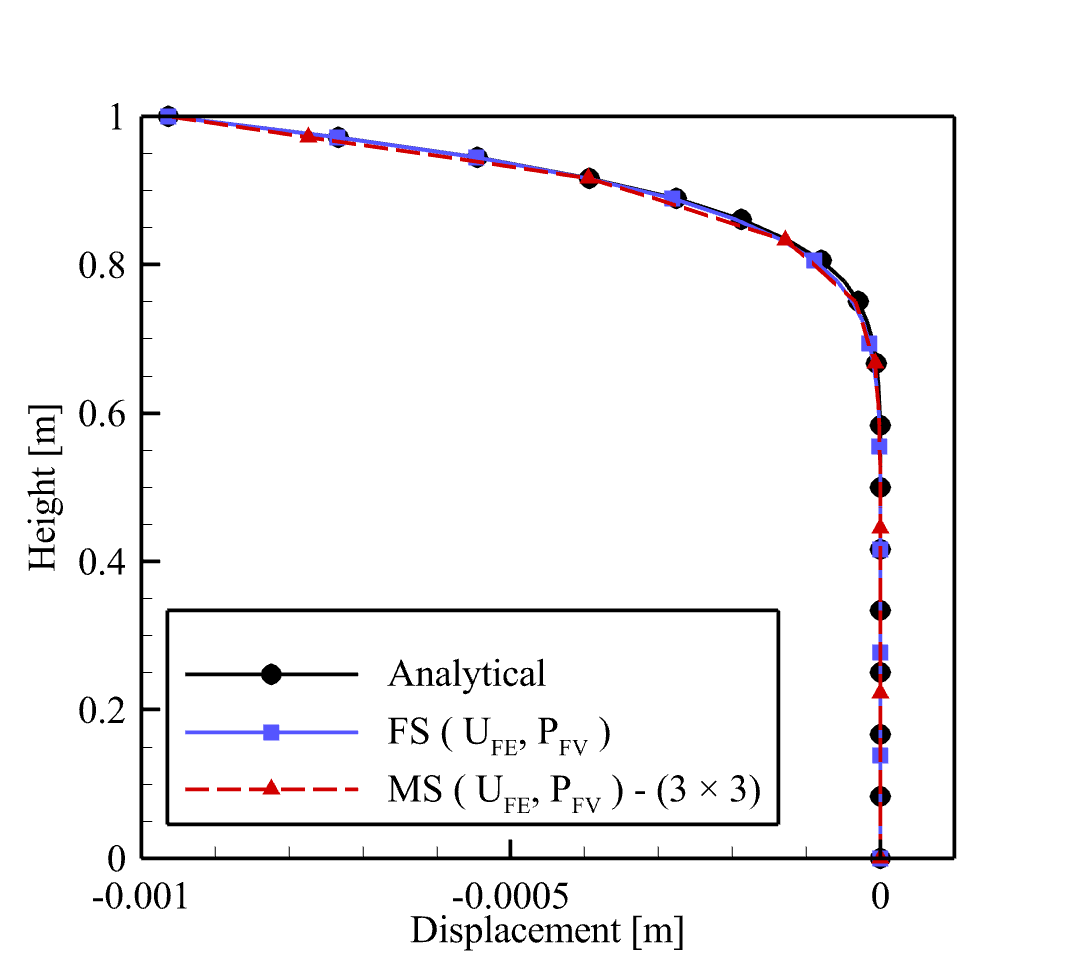 1
0.8
0.6
0.4
0.2
0
Height [m]
Analytical
FS ( U_FE, P_FV )
MS ( U_FE, P_FV ) - (3 × 3)
-0.001 -0.0005 0
Displacement [m]